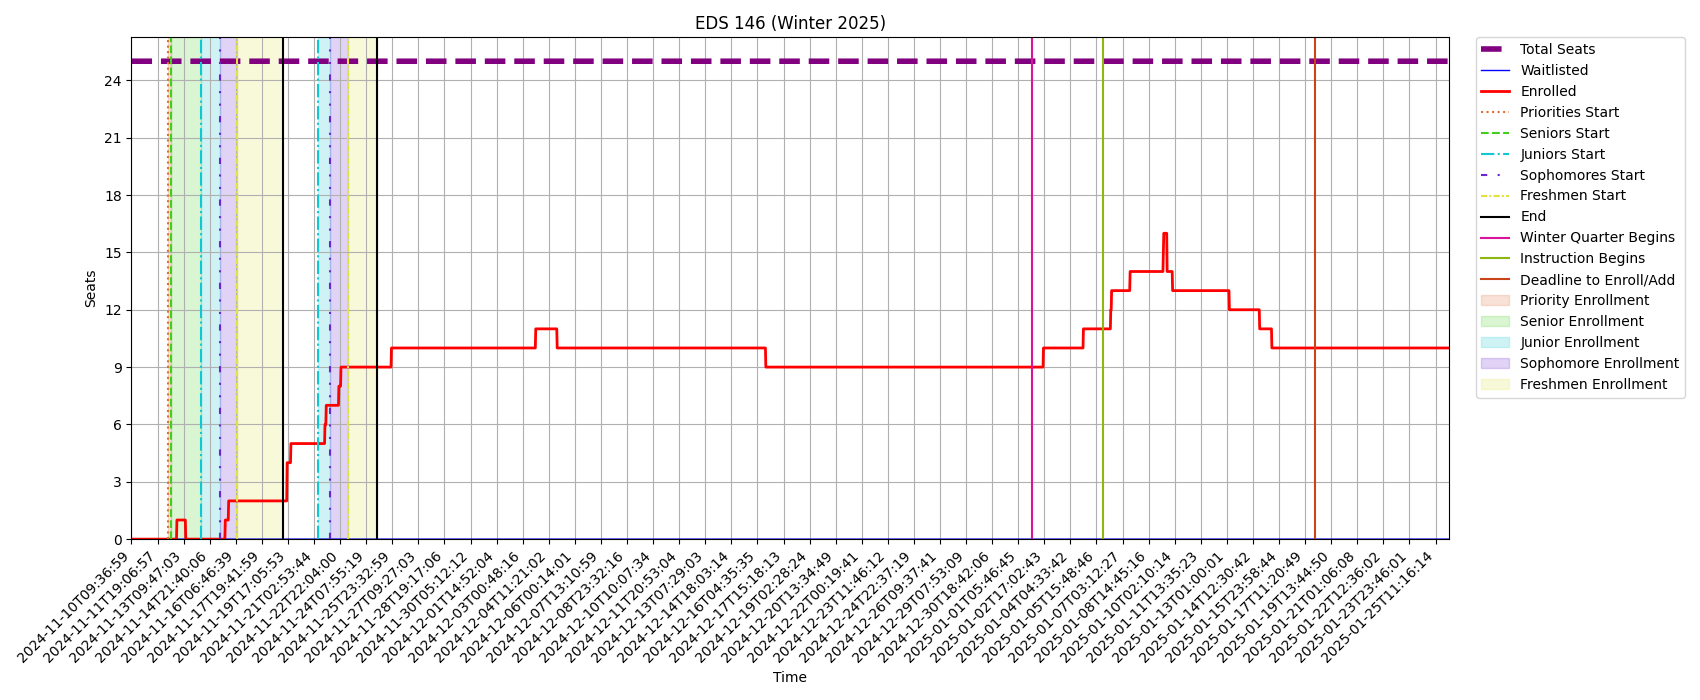 EDS 146 (Winter 2025)
24
21
18
15
12
9
6
3
0
Seats
2024-11-10T09:36:59
2024-11-11T19:06:57
2024-11-13T09:47:03
2024-11-14T21:40:06
2024-11-16T06:46:39
2024-11-17T19:41:59
2024-11-19T17:05:53
2024-11-21T02:53:44
2024-11-22T22:04:00
2024-11-24T07:55:19
2024-11-25T23:32:59
2024-11-27T09:27:03
2024-11-28T19:17:06
2024-11-30T05:12:12
2024-12-01T14:52:04
2024-12-03T00:48:16
2024-12-04T11:21:02
2024-12-06T00:14:01
2024-12-07T13:10:59
2024-12-08T23:32:16
2024-12-10T10:07:34
2024-12-11T20:53:04
2024-12-13T07:29:03
2024-12-14T18:03:14
2024-12-16T04:35:35
2024-12-17T15:18:13
2024-12-19T02:28:24
2024-12-20T13:34:49
2024-12-22T00:19:41
2024-12-23T11:46:12
2024-12-24T22:37:19
2024-12-26T09:37:41
2024-12-29T07:53:09
2024-12-30T18:42:06
2025-01-01T05:46:45
2025-01-02T17:02:43
2025-01-04T04:33:42
2025-01-05T15:48:46
2025-01-07T03:12:27
2025-01-08T14:45:16
2025-01-10T02:10:14
2025-01-11T13:35:23
2025-01-13T01:00:01
2025-01-14T12:30:42
2025-01-15T23:58:44
2025-01-17T11:20:49
2025-01-19T13:44:50
2025-01-21T01:06:08
2025-01-22T12:36:02
2025-01-23T23:46:01
2025-01-25T11:16:14
Time
Total Seats
Waitlisted
Enrolled
Priorities Start
Seniors Start
Juniors Start
Sophomores Start
Freshmen Start
End
Winter Quarter Begins
Instruction Begins
Deadline to Enroll/Add
Priority Enrollment
Senior Enrollment
Junior Enrollment
Sophomore Enrollment
Freshmen Enrollment